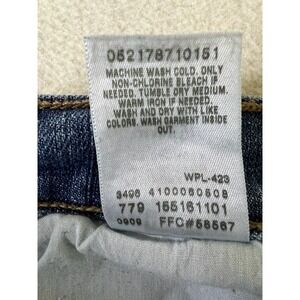 052178710151
MACHINE WASH COLD. ONLY
NON-CHLORINE BLEACH IF
NEEDED. TUMBLE DRY MEDIUM.
WARM IRON IF NEEDED.
WASH AND DRY WITH LIKE
COLORS. WASH GARMENT INSIDE
OUT.
WPL-423
3496 4100060508
779 155161101
0909 FFC#58567